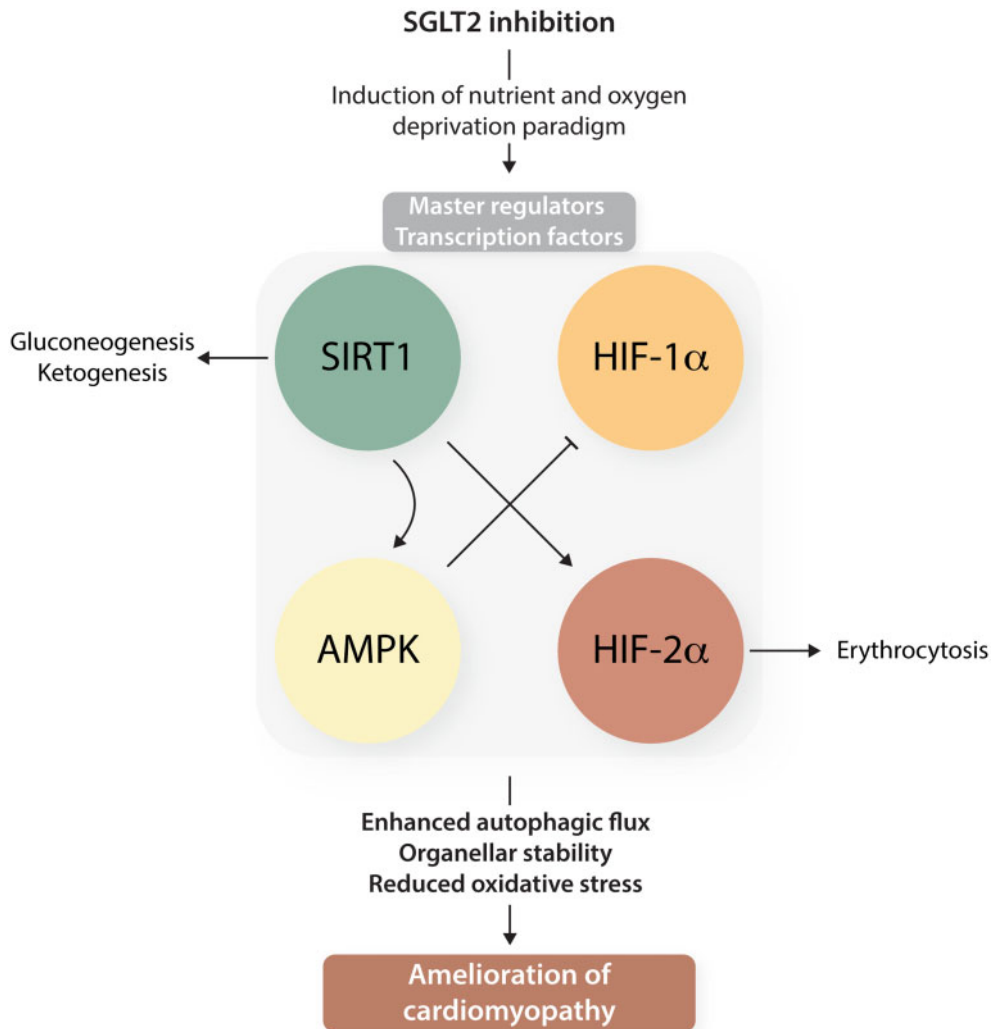 SGLT2 inhibition
Induction of nutrient and oxygen
deprivation paradigm
Master regulators
Transcription factors
SIRT1
HIF-1α
Gluconeogenesis
Ketogenesis
AMPK
HIF-2α
Erythrocytosis
Enhanced autophagic flux
Organellar stability
Reduced oxidative stress
Amelioration of
cardiomyopathy